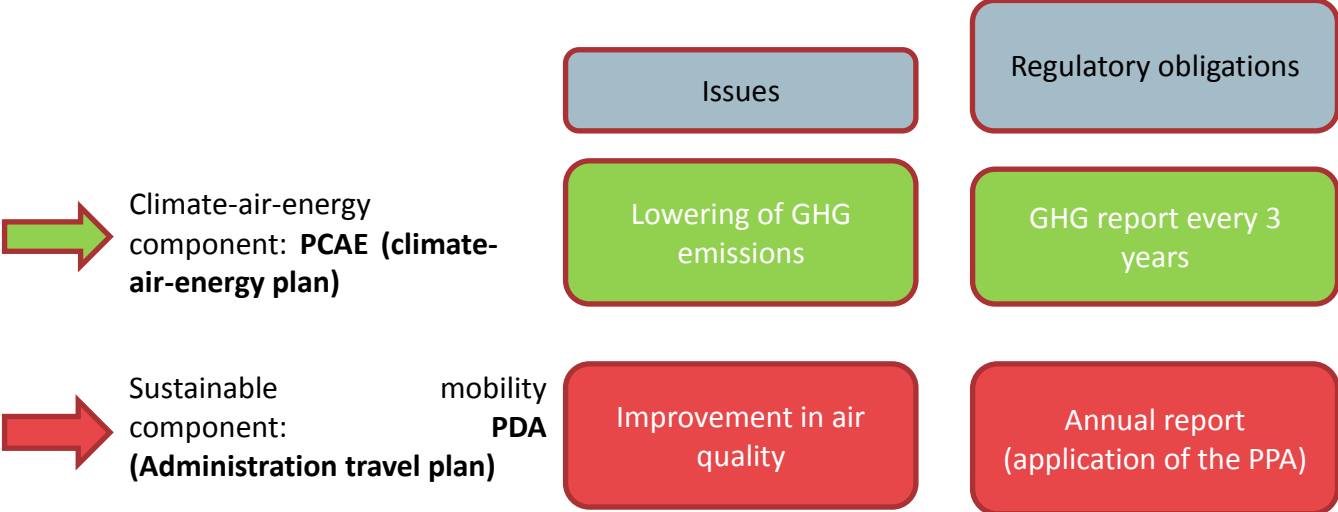 Issues
Regulatory obligations
Climate-air-energy
component: PCAE (climate-
air-energy plan)
Lowering of GHG
emissions
GHG report every 3
years
Sustainable mobility
component: PDA
(Administration travel plan)
Improvement in air
quality
Annual report
(application of the PPA)